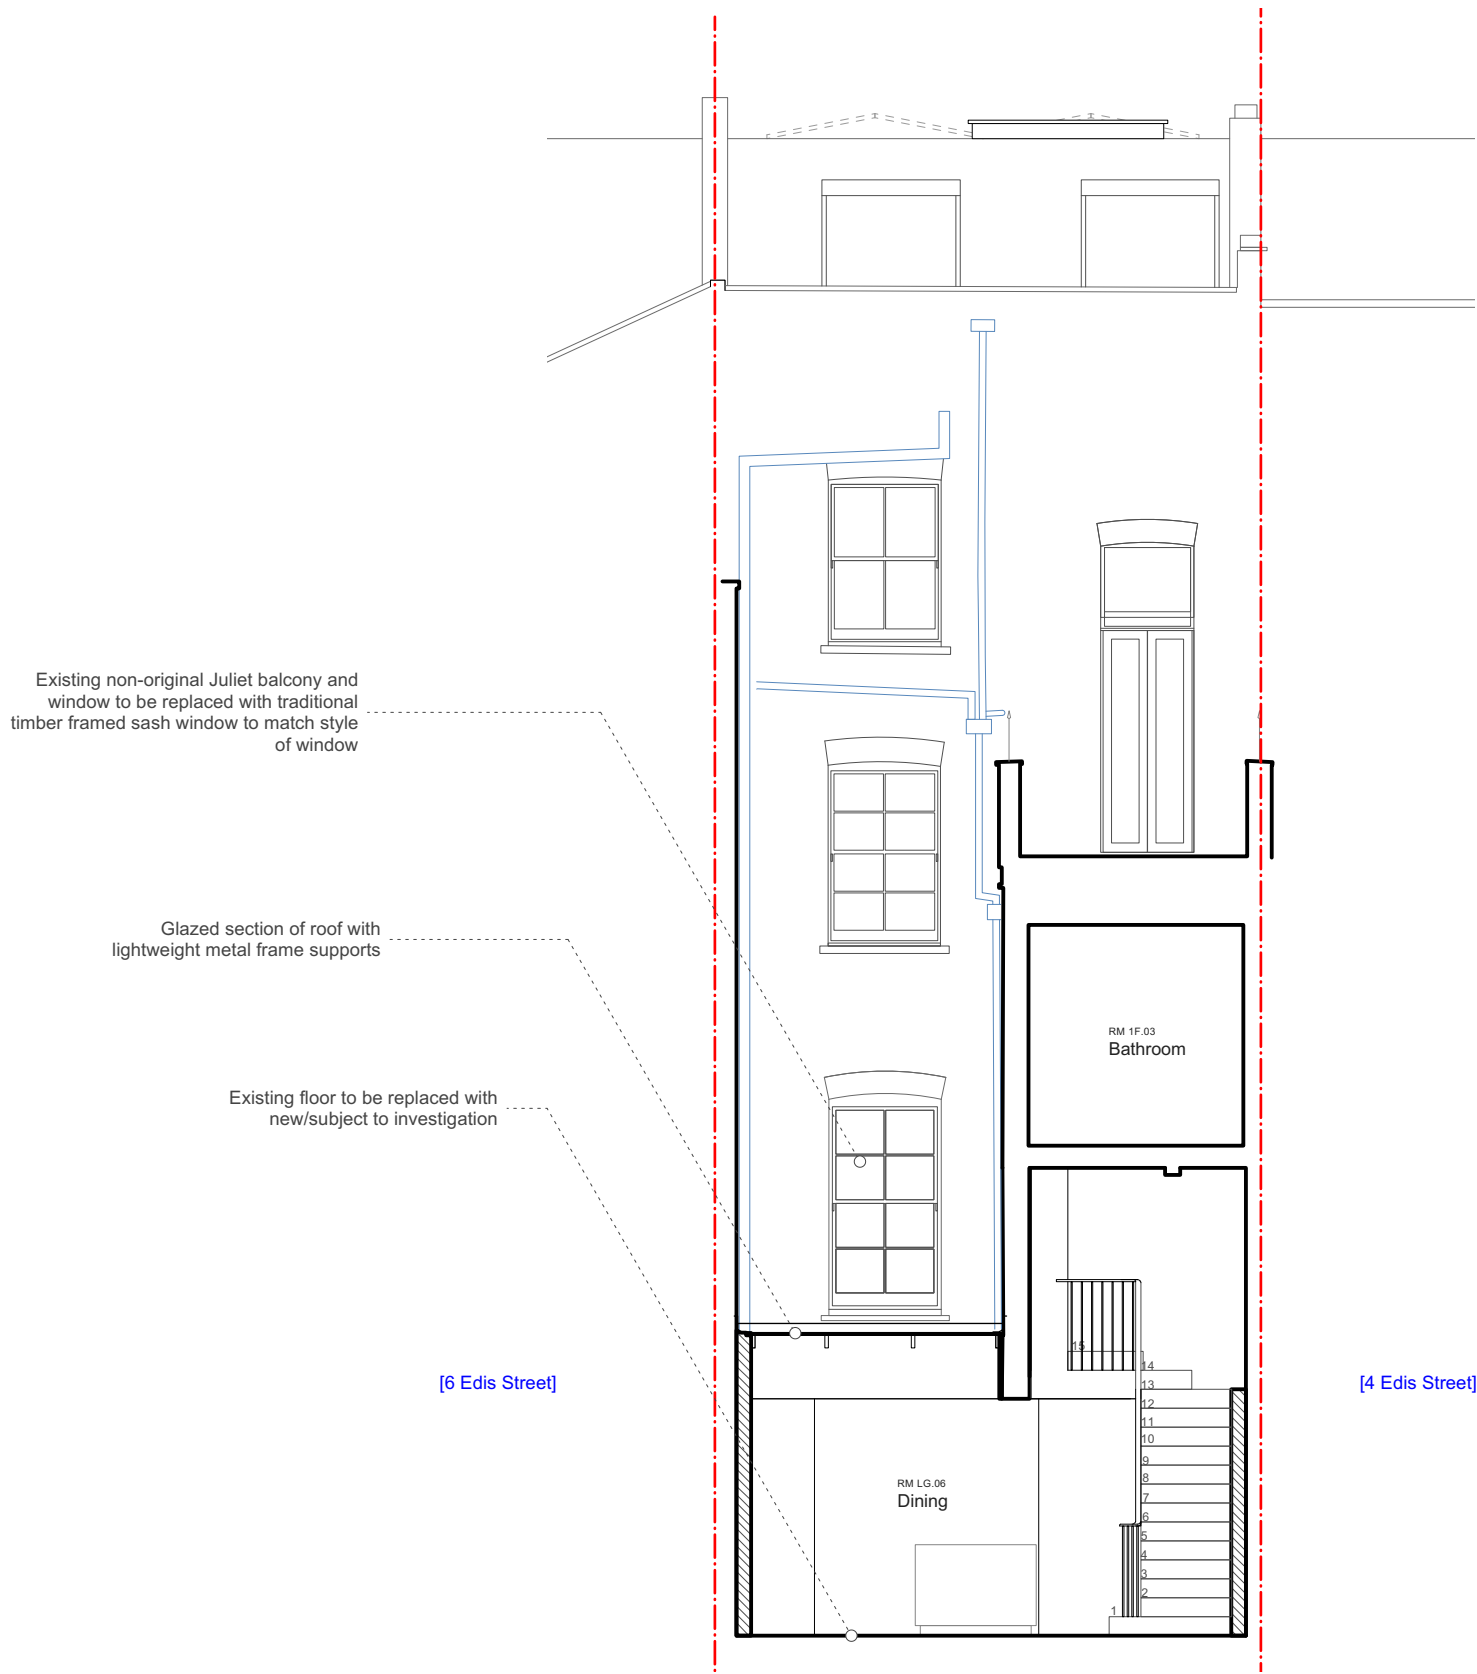 Existing non-original Juliet balcony and
window to be replaced with traditional
timber framed sash window to match style
of window
Glazed section of roof with
lightweight metal frame supports
RM 1F.03
Bathroom
Existing floor to be replaced with
new/subject to investigation
[6 Edis Street]
[4 Edis Street]
RM LG.06
Dining
15
14
13
12
11
10
9
8
7
6
5
4
3
2
1